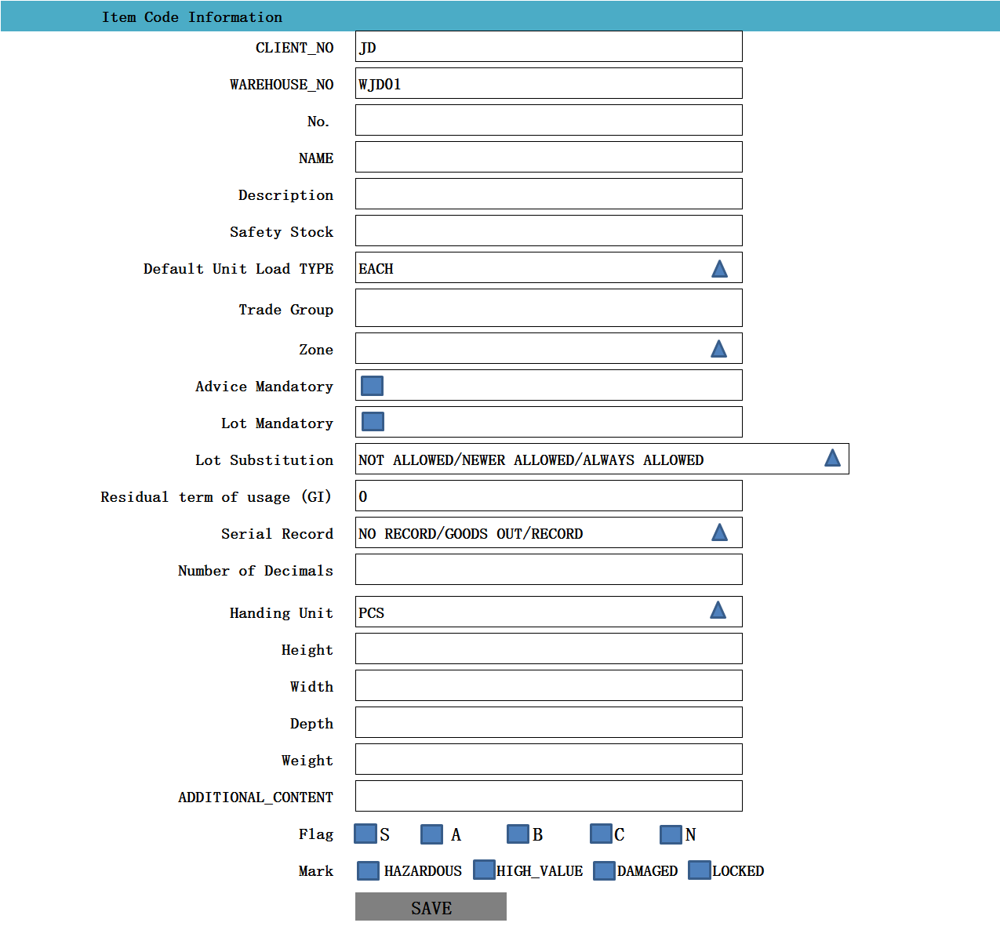 Item Code Information
CLIENT_NO JD
WAREHOUSE_NO WJD01
No.
NAME
Description
Safety Stock
Default Unit Load TYPE EACH
Trade Group
Zone
Advice Mandatory
Lot Mandatory
Lot Substitution NOT ALLOWED/NEWER ALLOWED/ALWAYS ALLOWED
Residual term of usage (GI) 0
Serial Record NO RECORD/GOODS OUT/RECORD
Number of Decimals
Handing Unit PCS
Height
Width
Depth
Weight
ADDITIONAL_CONTENT
Flag S A B C N
Mark HAZARDOUS HIGH_VALUE DAMAGED LOCKED
SAVE